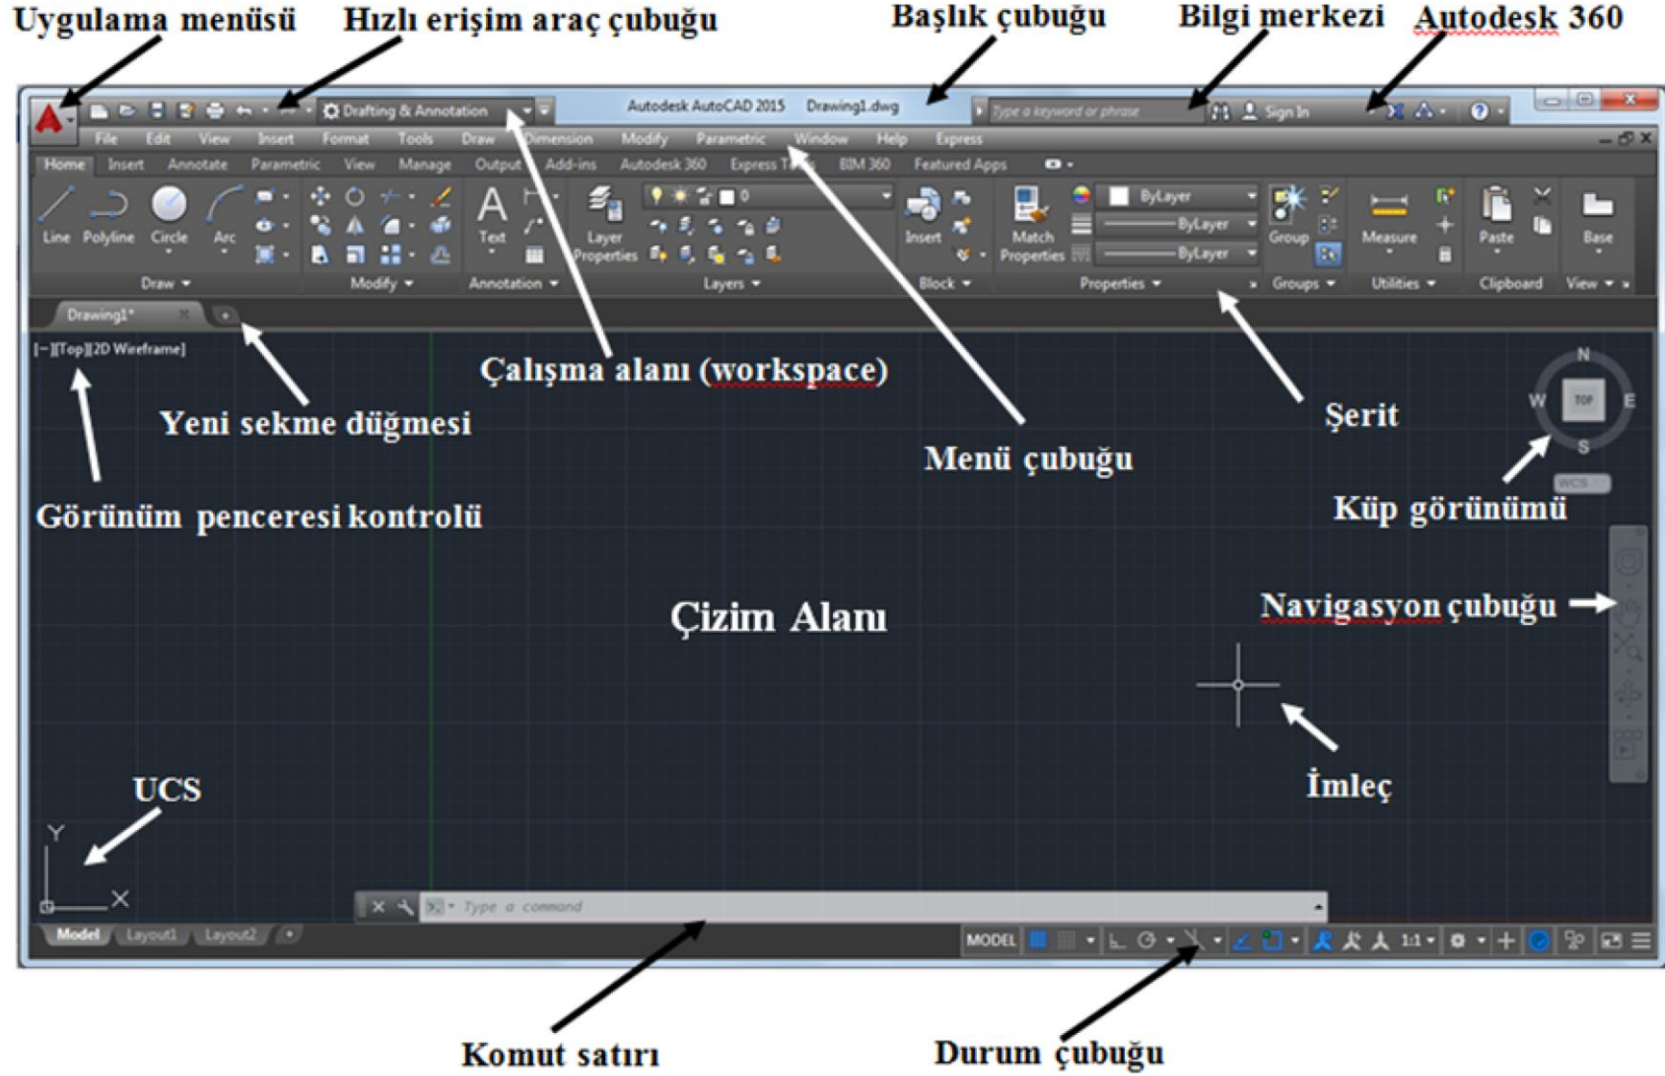 Uygulama menüsü Hızlı erişim araç çubuğu Başlık çubuğu Bilgi merkezi Autodesk 360
Drafting & Annotation Autodesk AutoCAD 2015 Drawing1.dwg Type a keyword or phrase Sign In
File Edit View Insert Format Tools Draw Dimension Modify Parametric Window Help Express
Home Insert Annotate Parametric View Manage Output Add-ins Autodesk 360 Express BIM 360 Featured Apps
0 ByLayer
Line Polyline Circle Arc Text Layer Properties Insert Match Properties ByLayer Group Measure Paste Base
ByLayer
Draw Modify Annotation Layers Block Properties Groups Utilities Clipboard View
Drawing1*
[−][Top][2D Wireframe]
N
W TOP E
S
WCS
Çalışma alanı (workspace)
Yeni sekme düğmesi
Şerit
Menü çubuğu
Görünüm penceresi kontrolü
Küp görünümü
Çizim Alanı
Navigasyon çubuğu
UCS
İmleç
Y
X
Type a command
Model Layout1 Layout2 MODEL 1:1
Komut satırı
Durum çubuğu